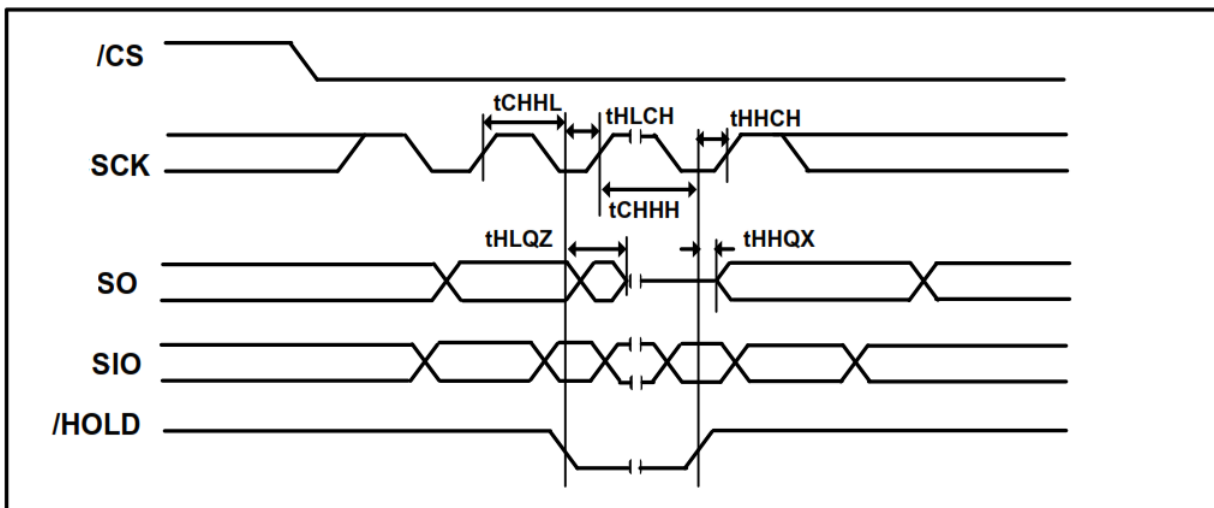 /CS
tCHHL
tHLCH
tHHCH
SCK
tCHHH
tHLQZ
tHHQX
SO
SIO
/HOLD